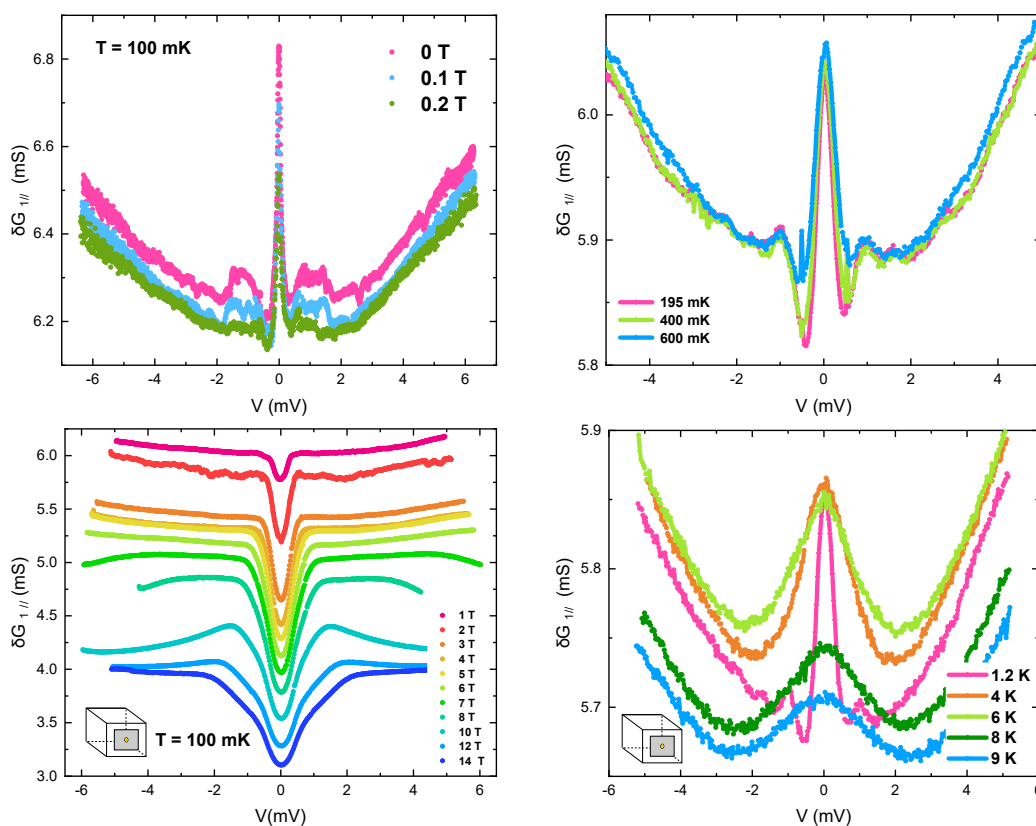 T = 100 mK
0 T
0.1 T
0.2 T
6.8
6.6
6.4
6.2
δG 1// (mS)
-6 -4 -2 0 2 4 6
V (mV)
6.0
5.9
5.8
δG 1// (mS)
195 mK
400 mK
600 mK
-4 -2 0 2 4
V (mV)
6.0
5.5
5.0
4.5
4.0
3.5
3.0
δG 1 // (mS)
1 T
2 T
3 T
4 T
5 T
6 T
7 T
8 T
10 T
12 T
14 T
T = 100 mK
-6 -4 -2 0 2 4 6
V(mV)
5.9
5.8
5.7
δG 1// (mS)
1.2 K
4 K
6 K
8 K
9 K
-6 -4 -2 0 2 4 6
V (mV)